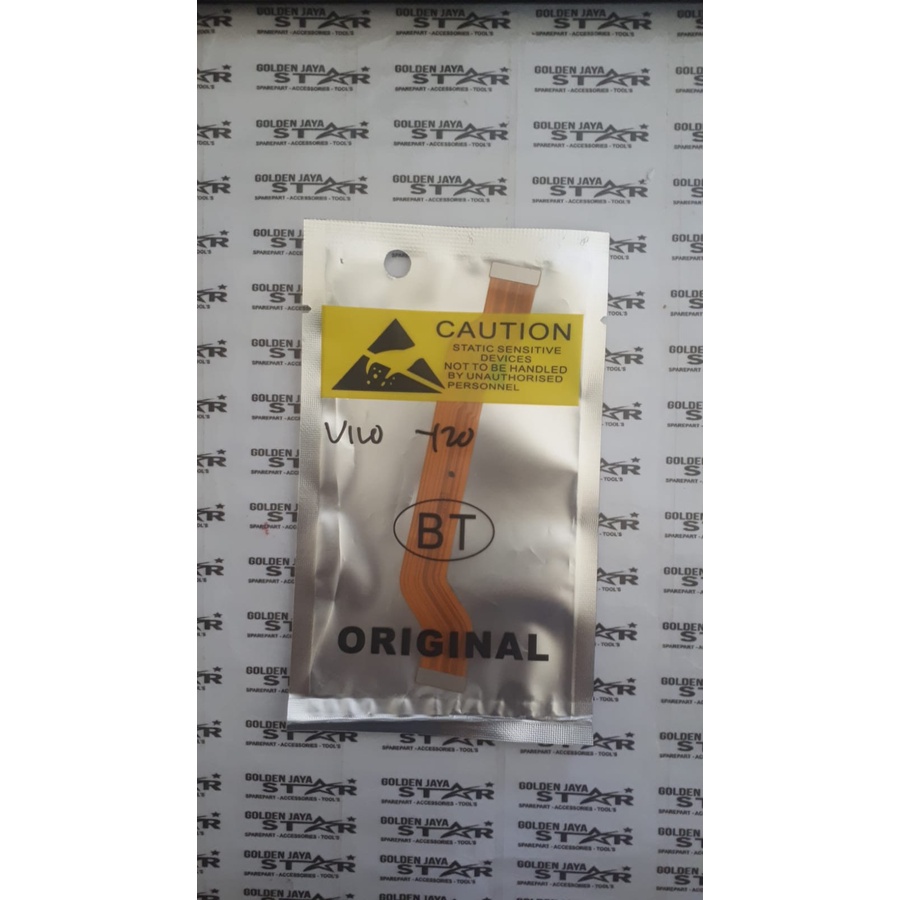 GOLDEN JAYA
STAR
SPAREPART - ACCESSORIES - TOOL'S
CAUTION
STATIC SENSITIVE
DEVICES
NOT TO BE HANDLED
BY UNAUTHORISED
PERSONNEL
VIVO Y20
BT
ORIGINAL